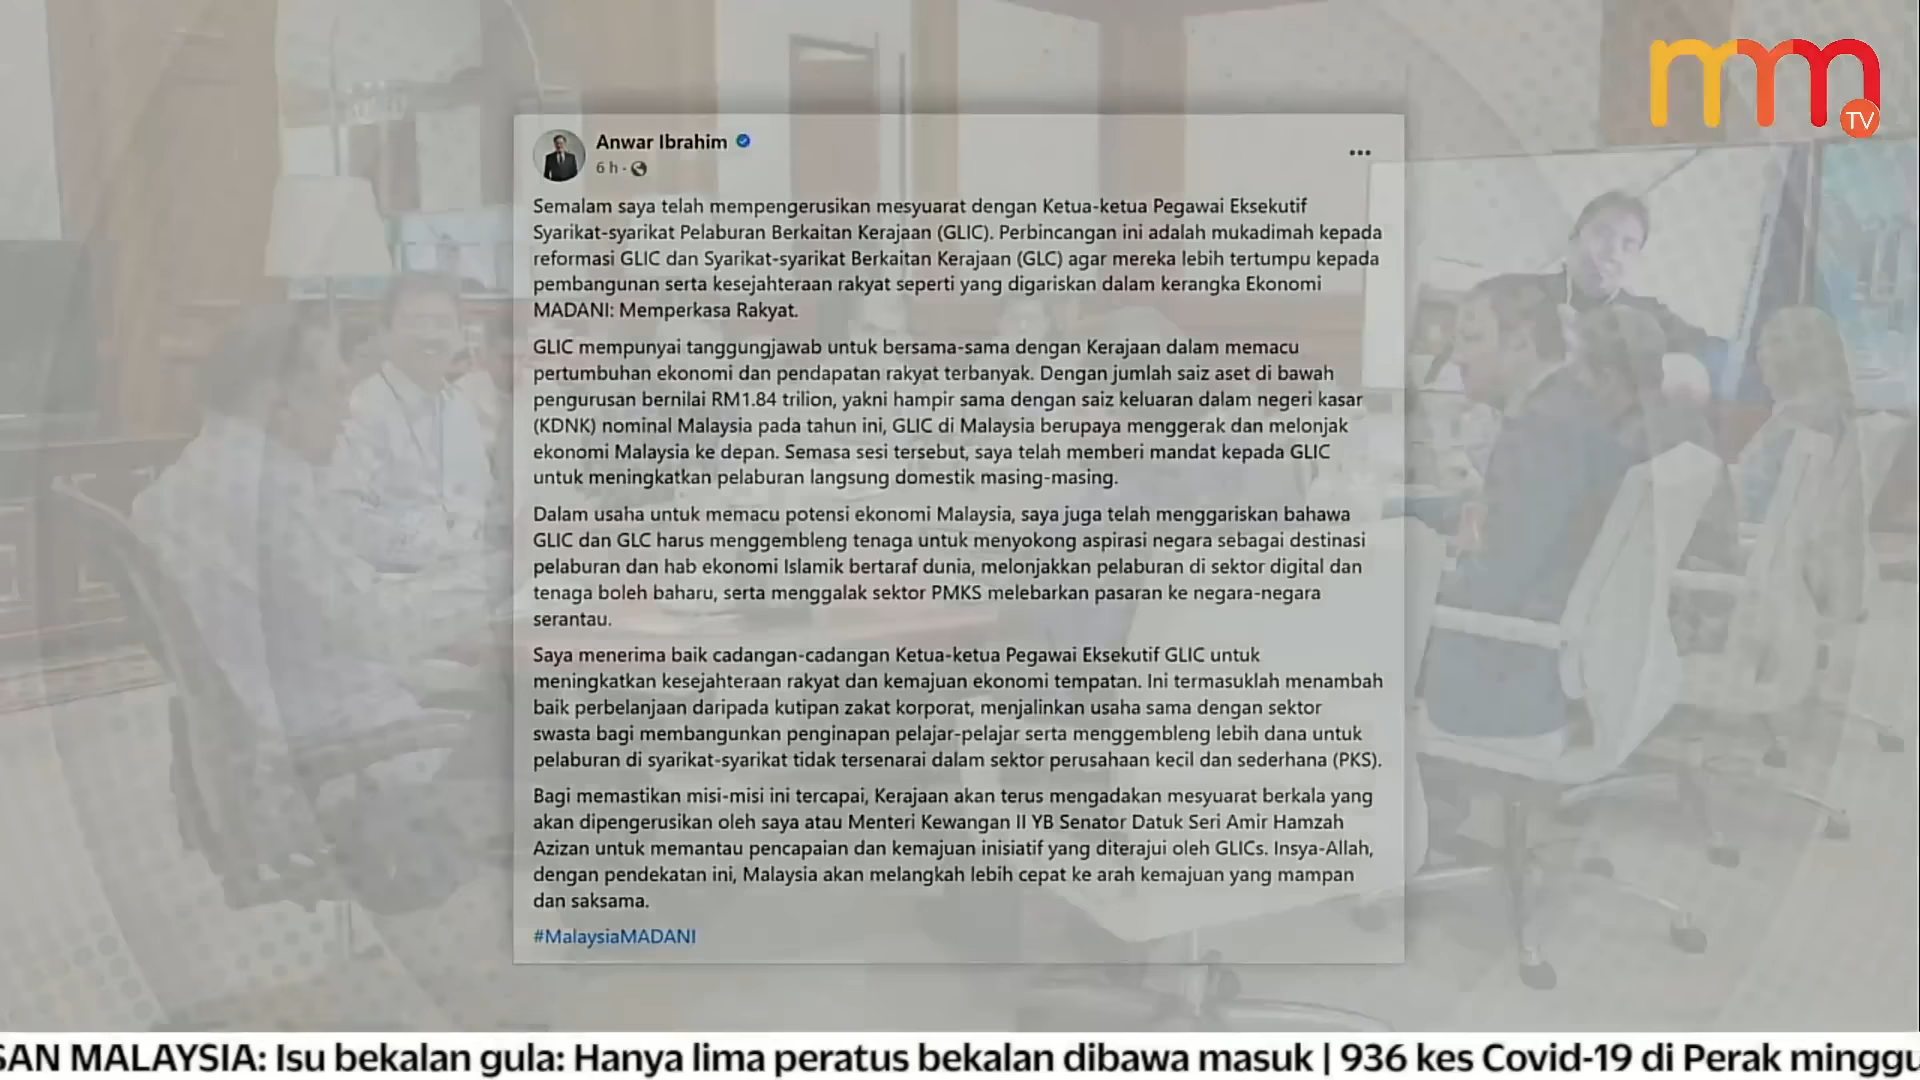 mm
TV
Anwar Ibrahim
6 h ·
Semalam saya telah mempengerusikan mesyuarat dengan Ketua-ketua Pegawai Eksekutif
Syarikat-syarikat Pelaburan Berkaitan Kerajaan (GLIC). Perbincangan ini adalah mukadimah kepada
reformasi GLIC dan Syarikat-syarikat Berkaitan Kerajaan (GLC) agar mereka lebih tertumpu kepada
pembangunan serta kesejahteraan rakyat seperti yang digariskan dalam kerangka Ekonomi
MADANI: Memperkasa Rakyat.
GLIC mempunyai tanggungjawab untuk bersama-sama dengan Kerajaan dalam memacu
pertumbuhan ekonomi dan pendapatan rakyat terbanyak. Dengan jumlah saiz aset di bawah
pengurusan bernilai RM1.84 trilion, yakni hampir sama dengan saiz keluaran dalam negeri kasar
(KDNK) nominal Malaysia pada tahun ini, GLIC di Malaysia berupaya menggerak dan melonjak
ekonomi Malaysia ke depan. Semasa sesi tersebut, saya telah memberi mandat kepada GLIC
untuk meningkatkan pelaburan langsung domestik masing-masing.
Dalam usaha untuk memacu potensi ekonomi Malaysia, saya juga telah menggariskan bahawa
GLIC dan GLC harus menggembleng tenaga untuk menyokong aspirasi negara sebagai destinasi
pelaburan dan hab ekonomi Islamik bertaraf dunia, melonjakkan pelaburan di sektor digital dan
tenaga boleh baharu, serta menggalak sektor PMKS melebarkan pasaran ke negara-negara
serantau.
Saya menerima baik cadangan-cadangan Ketua-ketua Pegawai Eksekutif GLIC untuk
meningkatkan kesejahteraan rakyat dan kemajuan ekonomi tempatan. Ini termasuklah menambah
baik perbelanjaan daripada kutipan zakat korporat, menjalinkan usaha sama dengan sektor
swasta bagi membangunkan penginapan pelajar-pelajar serta menggembleng lebih dana untuk
pelaburan di syarikat-syarikat tidak tersenarai dalam sektor perusahaan kecil dan sederhana (PKS).
Bagi memastikan misi-misi ini tercapai, Kerajaan akan terus mengadakan mesyuarat berkala yang
akan dipengerusikan oleh saya atau Menteri Kewangan II YB Senator Datuk Seri Amir Hamzah
Azizan untuk memantau pencapaian dan kemajuan inisiatif yang diterajui oleh GLICs. Insya-Allah,
dengan pendekatan ini, Malaysia akan melangkah lebih cepat ke arah kemajuan yang mampan
dan saksama.
#MalaysiaMADANI
SAN MALAYSIA: Isu bekalan gula: Hanya lima peratus bekalan dibawa masuk | 936 kes Covid-19 di Perak minggu